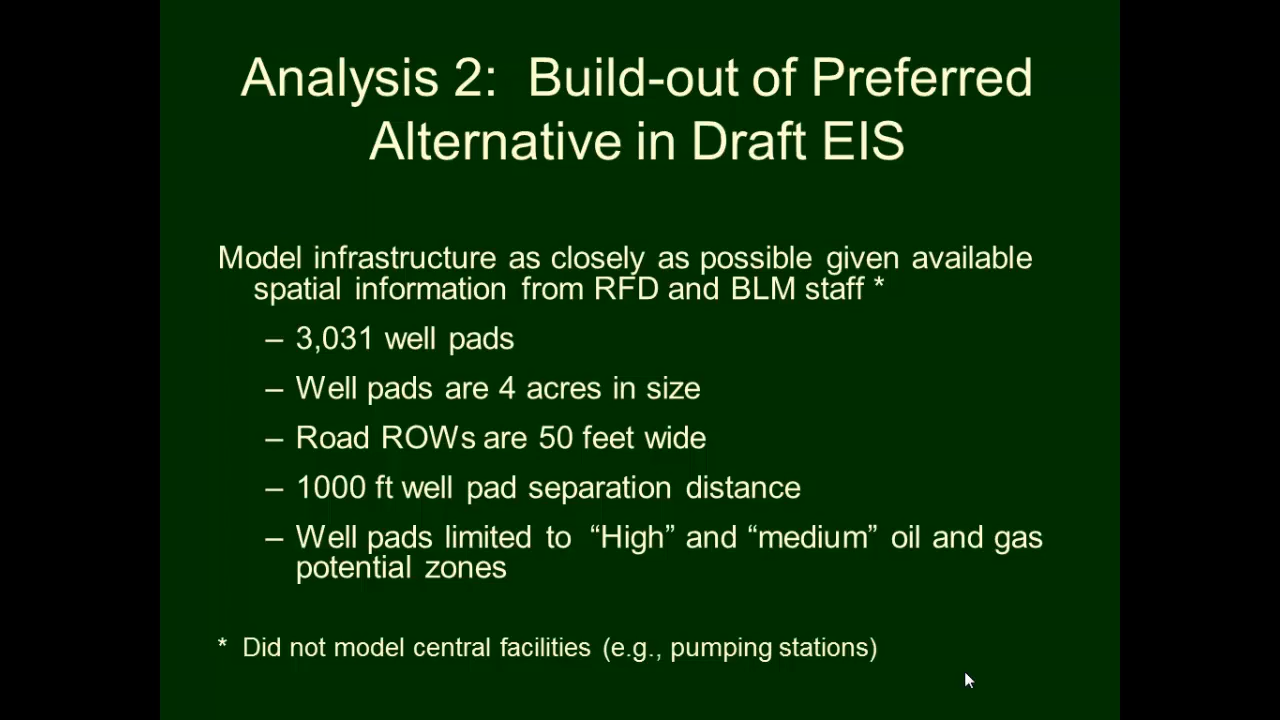 Analysis 2: Build-out of Preferred
Alternative in Draft EIS
Model infrastructure as closely as possible given available
spatial information from RFD and BLM staff *
– 3,031 well pads
– Well pads are 4 acres in size
– Road ROWs are 50 feet wide
– 1000 ft well pad separation distance
– Well pads limited to “High” and “medium” oil and gas
potential zones
* Did not model central facilities (e.g., pumping stations)